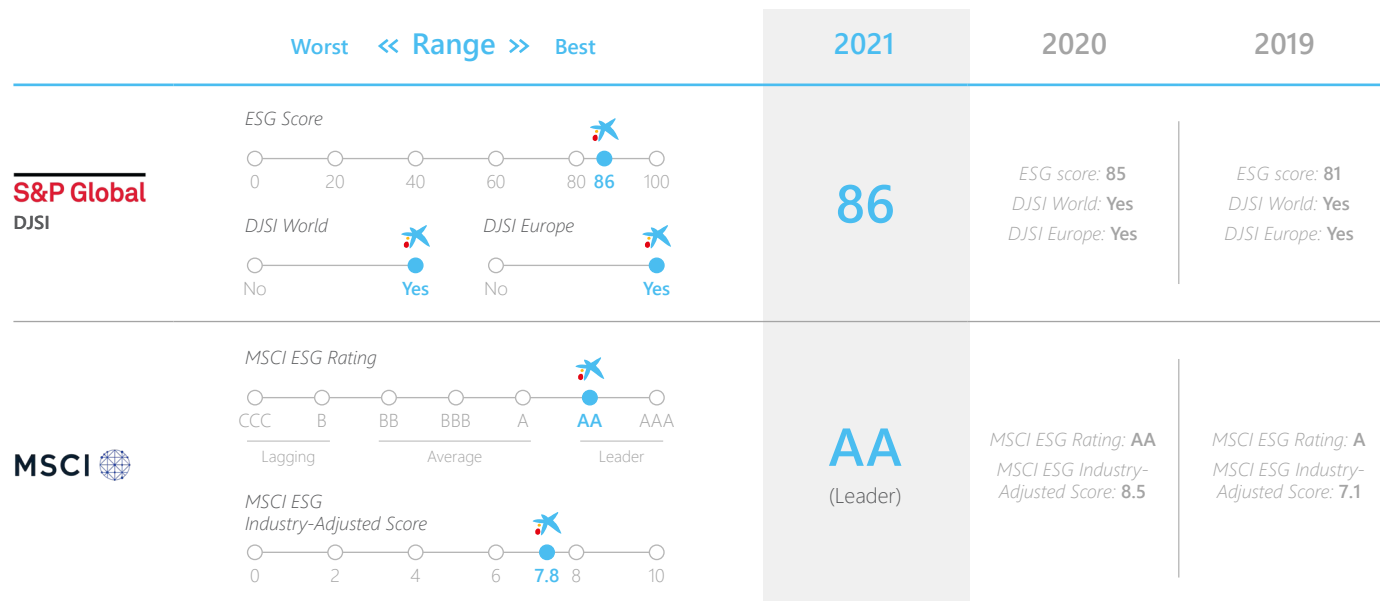 Worst « Range » Best 2021 2020 2019
S&P Global
DJSI
ESG Score
0 20 40 60 80 86 100
DJSI World
No Yes
DJSI Europe
No Yes
86
ESG score: 85
DJSI World: Yes
DJSI Europe: Yes
ESG score: 81
DJSI World: Yes
DJSI Europe: Yes
MSCI
MSCI ESG Rating
CCC B BB BBB A AA AAA
Lagging Average Leader
MSCI ESG
Industry-Adjusted Score
0 2 4 6 7.8 8 10
AA
(Leader)
MSCI ESG Rating: AA
MSCI ESG Industry-
Adjusted Score: 8.5
MSCI ESG Rating: A
MSCI ESG Industry-
Adjusted Score: 7.1